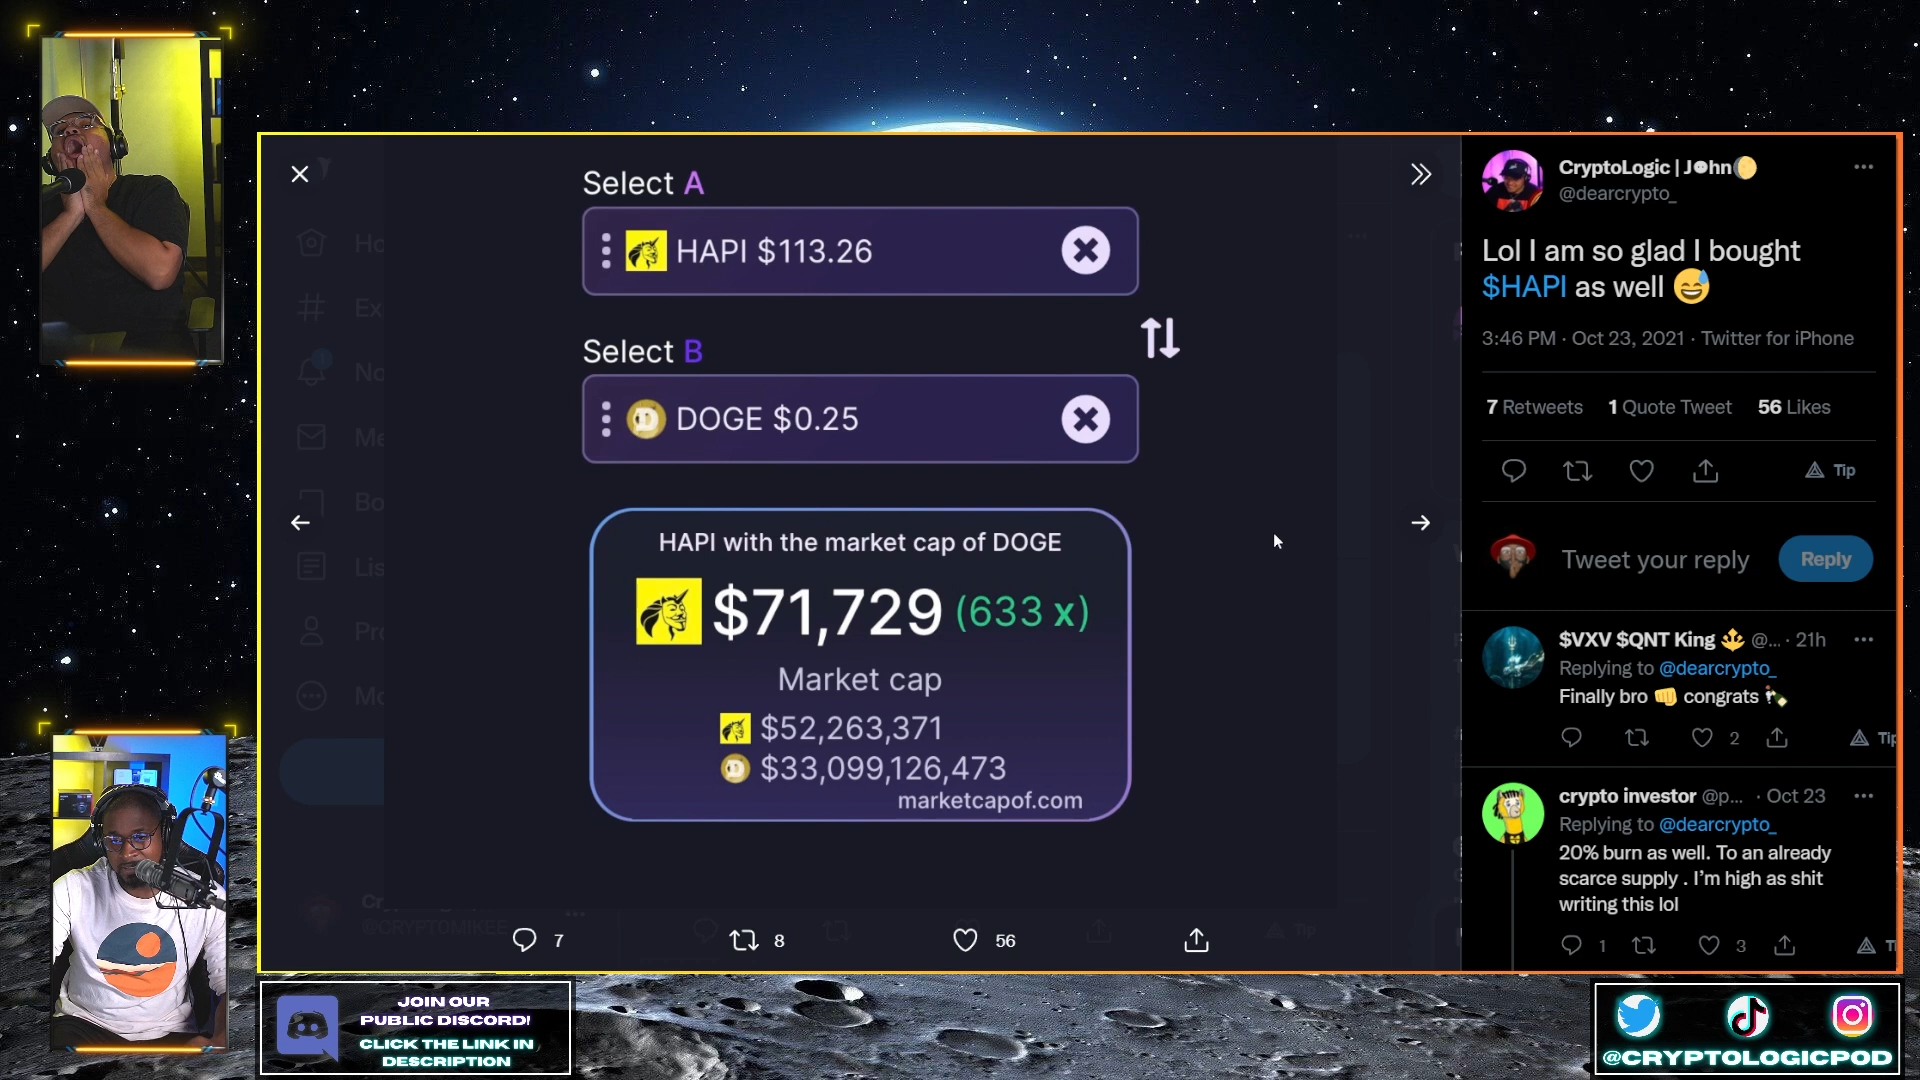 Select A
HAPI $113.26
Select B
DOGE $0.25
HAPI with the market cap of DOGE
$71,729 (633 x)
Market cap
$52,263,371
$33,099,126,473
marketcapof.com
7
8
56
CryptoLogic | J☻hn🌔
@dearcrypto_
Lol I am so glad I bought
$HAPI as well 😅
3:46 PM · Oct 23, 2021 · Twitter for iPhone
7 Retweets 1 Quote Tweet 56 Likes
Tip
Tweet your reply
Reply
$VXV $QNT King 🔱 @... · 21h
Replying to @dearcrypto_
Finally bro 👊 congrats 🍾
2
Tip
crypto investor @p... · Oct 23
Replying to @dearcrypto_
20% burn as well. To an already
scarce supply . I'm high as shit
writing this lol
1
3
JOIN OUR
PUBLIC DISCORD!
CLICK THE LINK IN
DESCRIPTION
@CRYPTOLOGICPOD